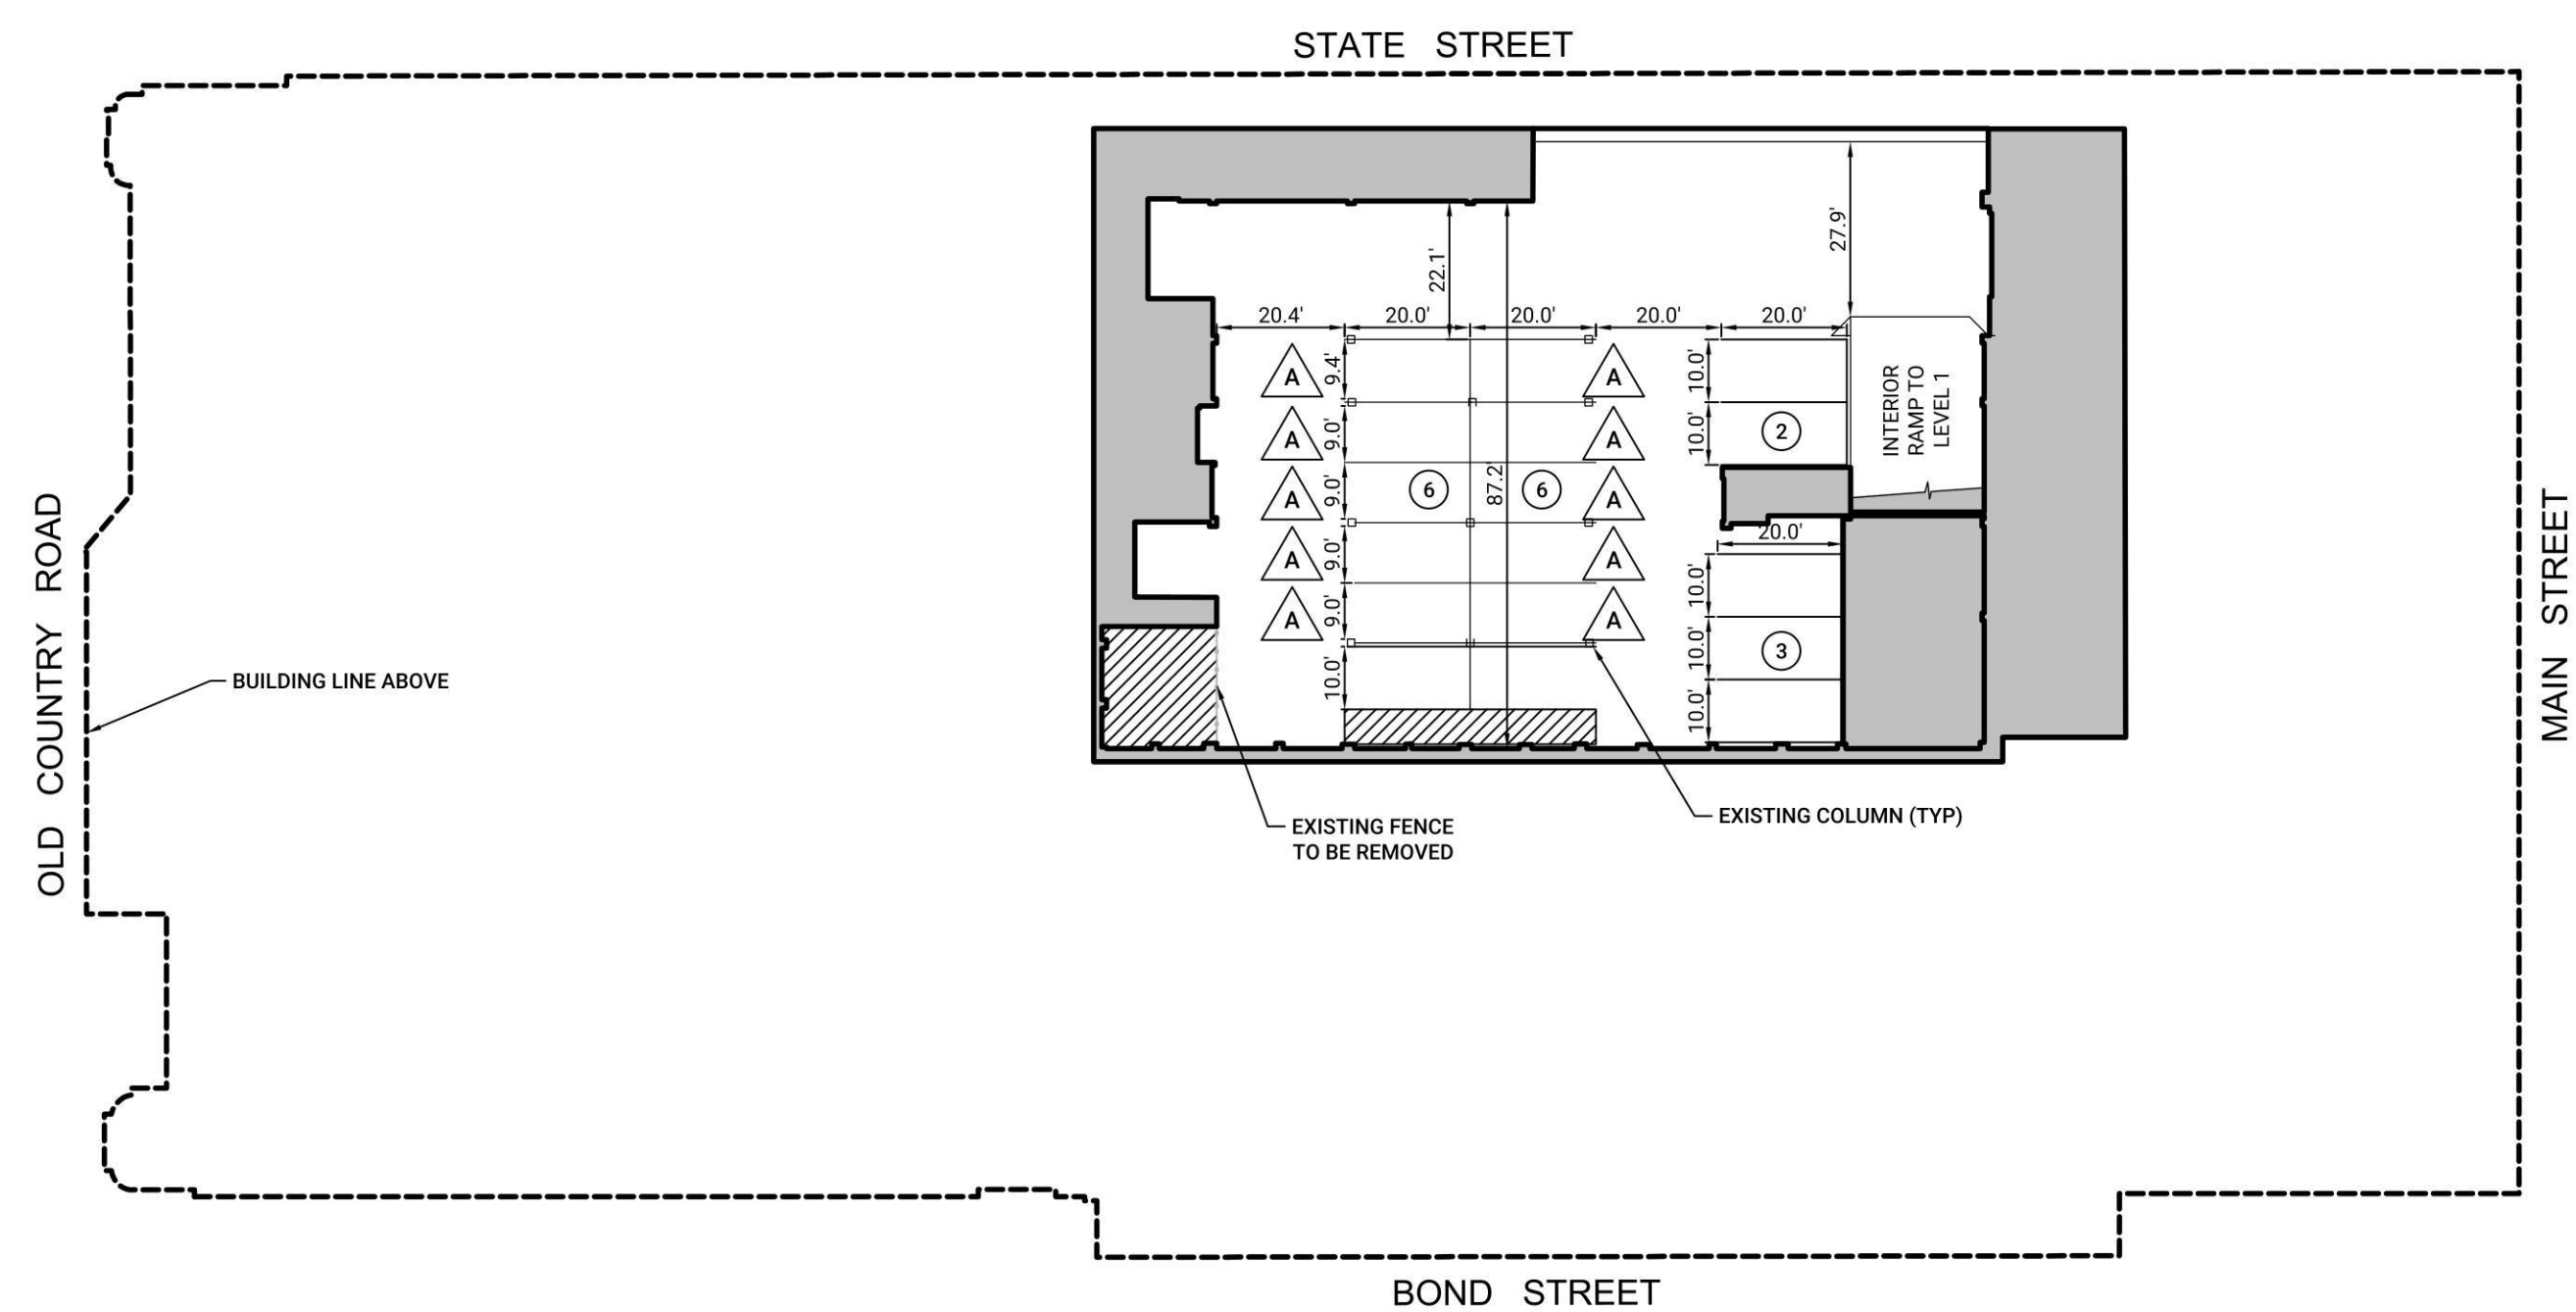 STATE STREET
27.9'
22.1'
20.4'
20.0'
20.0'
20.0'
20.0'
A
9.4'
A
10.0'
INTERIOR
RAMP TO
LEVEL 1
A
9.0'
A
10.0'
2
A
9.0'
6
87.2'
6
A
20.0'
A
9.0'
A
10.0'
A
9.0'
A
10.0'
3
10.0'
10.0'
OLD COUNTRY ROAD
MAIN STREET
BUILDING LINE ABOVE
EXISTING FENCE
TO BE REMOVED
EXISTING COLUMN (TYP)
BOND STREET